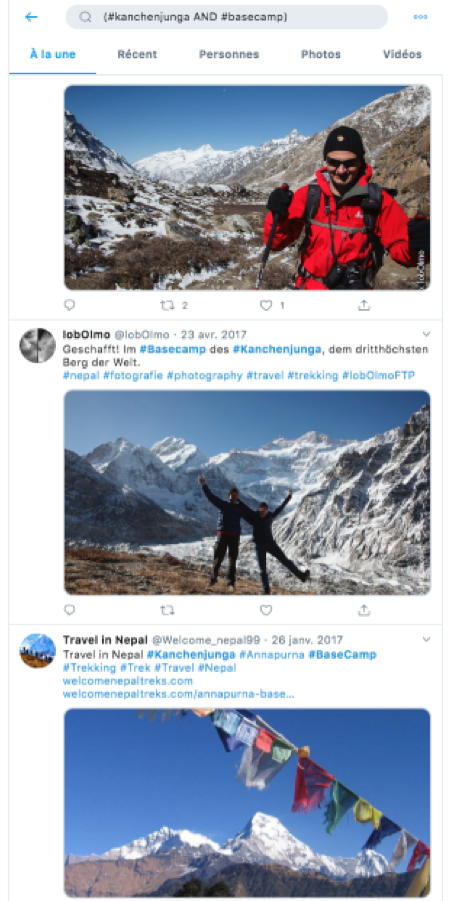 (#kanchenjunga AND #basecamp)
À la une Récent Personnes Photos Vidéos
lobOlmo
2 1
lobOlmo @lobOlmo · 23 avr. 2017
Geschafft! Im #Basecamp des #Kanchenjunga, dem dritthöchsten
Berg der Welt.
#nepal #fotografie #photography #travel #trekking #lobOlmoFTP
Travel in Nepal @Welcome_nepal99 · 26 janv. 2017
Travel in Nepal #Kanchenjunga #Annapurna #BaseCamp
#Trekking #Trek #Travel #Nepal
welcomenepaltreks.com
welcomenepaltreks.com/annapurna-base...